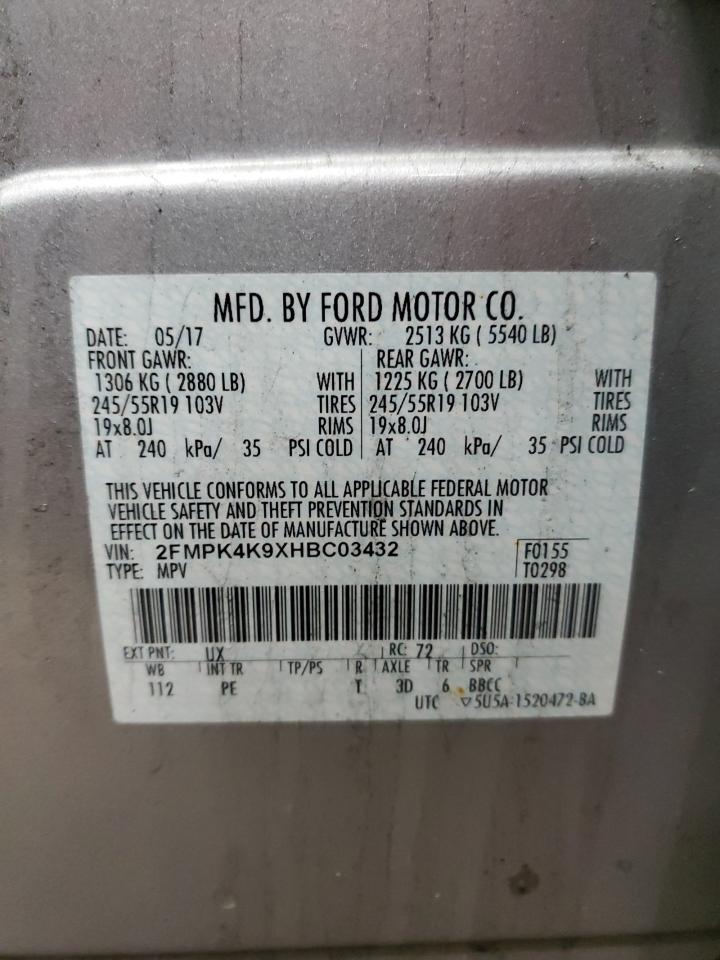 MFD. BY FORD MOTOR CO.
DATE: 05/17 GVWR: 2513 KG ( 5540 LB)
FRONT GAWR: REAR GAWR:
1306 KG ( 2880 LB) WITH 1225 KG ( 2700 LB) WITH
245/55R19 103V TIRES 245/55R19 103V TIRES
19x8.0J RIMS 19x8.0J RIMS
AT 240 kPa/ 35 PSI COLD AT 240 kPa/ 35 PSI COLD
THIS VEHICLE CONFORMS TO ALL APPLICABLE FEDERAL MOTOR
VEHICLE SAFETY AND THEFT PREVENTION STANDARDS IN
EFFECT ON THE DATE OF MANUFACTURE SHOWN ABOVE.
VIN: 2FMPK4K9XHBC03432 F0155
TYPE: MPV T0298
EXT PNT: UX RC: 72 DSO:
WB INT TR TP/PS R AXLE TR SPR
112 PE T 3D 6 BBCC
UTC ▽5U5A-1520472-BA